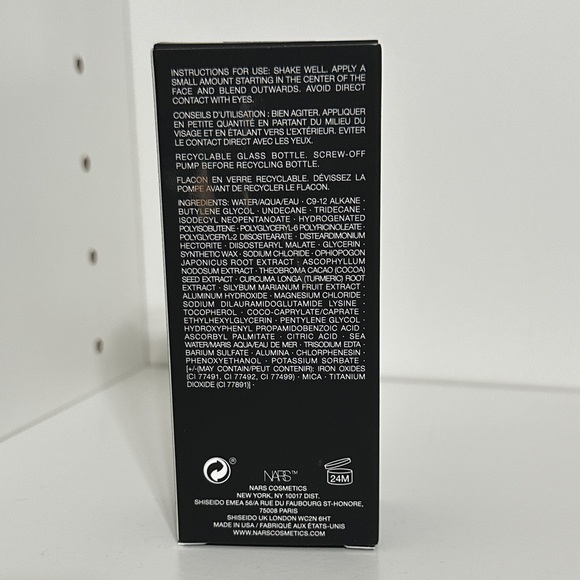 INSTRUCTIONS FOR USE: SHAKE WELL. APPLY A
SMALL AMOUNT STARTING IN THE CENTER OF THE
FACE AND BLEND OUTWARDS. AVOID DIRECT
CONTACT WITH EYES.
CONSEILS D'UTILISATION : BIEN AGITER. APPLIQUER
EN PETITE QUANTITÉ EN PARTANT DU MILIEU DU
VISAGE ET EN ÉTALANT VERS L'EXTÉRIEUR. EVITER
LE CONTACT DIRECT AVEC LES YEUX.
RECYCLABLE GLASS BOTTLE. SCREW-OFF
PUMP BEFORE RECYCLING BOTTLE.
FLACON EN VERRE RECYCLABLE. DÉVISSEZ LA
POMPE AVANT DE RECYCLER LE FLACON.
INGREDIENTS: WATER/AQUA/EAU · C9-12 ALKANE ·
BUTYLENE GLYCOL · UNDECANE · TRIDECANE ·
ISODECYL NEOPENTANOATE · HYDROGENATED
POLYISOBUTENE · POLYGLYCERYL-6 POLYRICINOLEATE ·
POLYGLYCERYL-2 DIISOSTEARATE · DISTEARDIMONIUM
HECTORITE · DIISOSTEARYL MALATE · GLYCERIN ·
SYNTHETIC WAX · SODIUM CHLORIDE · OPHIOPOGON
JAPONICUS ROOT EXTRACT · ASCOPHYLLUM
NODOSUM EXTRACT · THEOBROMA CACAO (COCOA)
SEED EXTRACT · CURCUMA LONGA (TURMERIC) ROOT
EXTRACT · SILYBUM MARIANUM FRUIT EXTRACT ·
ALUMINUM HYDROXIDE · MAGNESIUM CHLORIDE ·
SODIUM DILAURAMIDOGLUTAMIDE LYSINE ·
TOCOPHEROL · COCO-CAPRYLATE/CAPRATE ·
ETHYLHEXYLGLYCERIN · PENTYLENE GLYCOL ·
HYDROXYPHENYL PROPAMIDOBENZOIC ACID ·
ASCORBYL PALMITATE · CITRIC ACID · SEA
WATER/MARIS AQUA/EAU DE MER · TRISODIUM EDTA ·
BARIUM SULFATE · ALUMINA · CHLORPHENESIN ·
PHENOXYETHANOL · POTASSIUM SORBATE ·
[+/-(MAY CONTAIN/PEUT CONTENIR): IRON OXIDES
(CI 77491, CI 77492, CI 77499) · MICA · TITANIUM
DIOXIDE (CI 77891)] ·
® NARS™ 24M
NARS COSMETICS
NEW YORK, NY 10017 DIST.
SHISEIDO EMEA 56/A RUE DU FAUBOURG ST-HONORE,
75008 PARIS
SHISEIDO UK LONDON WC2N 6HT
MADE IN USA / FABRIQUÉ AUX ÉTATS-UNIS
WWW.NARSCOSMETICS.COM